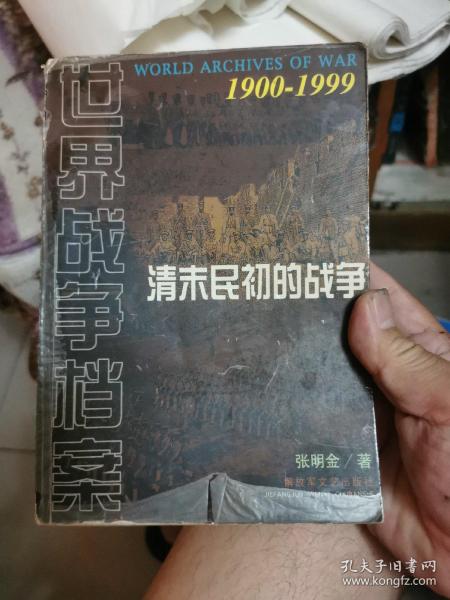 WORLD ARCHIVES OF WAR
1900-1999
世界战争档案
清末民初的战争
张明金/著
解放军文艺出版社
孔夫子旧书网
www.kongfz.com